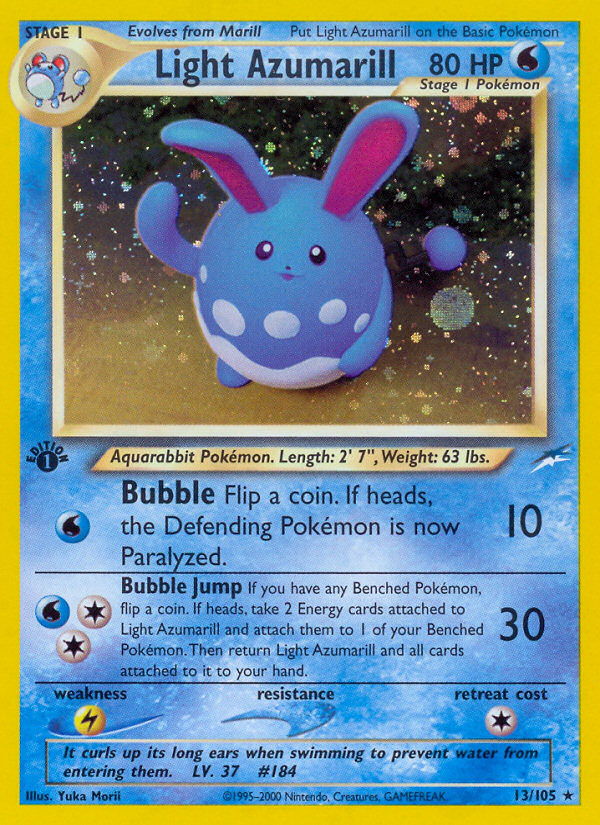 STAGE 1 Evolves from Marill Put Light Azumarill on the Basic Pokémon
Light Azumarill 80 HP
Stage 1 Pokémon
EDITION
1
Aquarabbit Pokémon. Length: 2' 7", Weight: 63 lbs.
Bubble Flip a coin. If heads,
the Defending Pokémon is now
Paralyzed.
10
Bubble Jump If you have any Benched Pokémon,
flip a coin. If heads, take 2 Energy cards attached to
Light Azumarill and attach them to 1 of your Benched
Pokémon. Then return Light Azumarill and all cards
attached to it to your hand.
30
weakness resistance retreat cost
It curls up its long ears when swimming to prevent water from
entering them. LV. 37 #184
Illus. Yuka Morii ©1995-2000 Nintendo, Creatures, GAMEFREAK. 13/105 ★